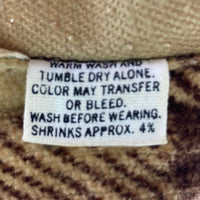 WARM WASH AND
TUMBLE DRY ALONE.
COLOR MAY TRANSFER
OR BLEED.
WASH BEFORE WEARING.
SHRINKS APPROX. 4%